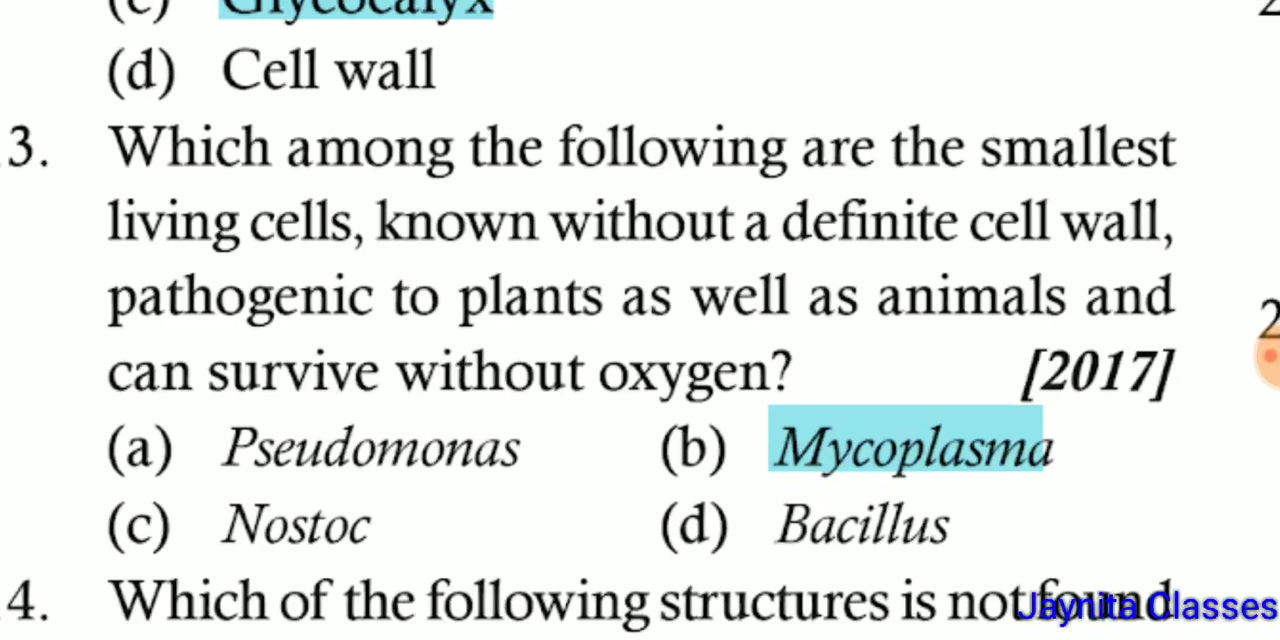 (c) Glycocalyx
(d) Cell wall
3. Which among the following are the smallest
living cells, known without a definite cell wall,
pathogenic to plants as well as animals and
can survive without oxygen? [2017]
(a) Pseudomonas (b) Mycoplasma
(c) Nostoc (d) Bacillus
4. Which of the following structures is not found
Jaynita Classes